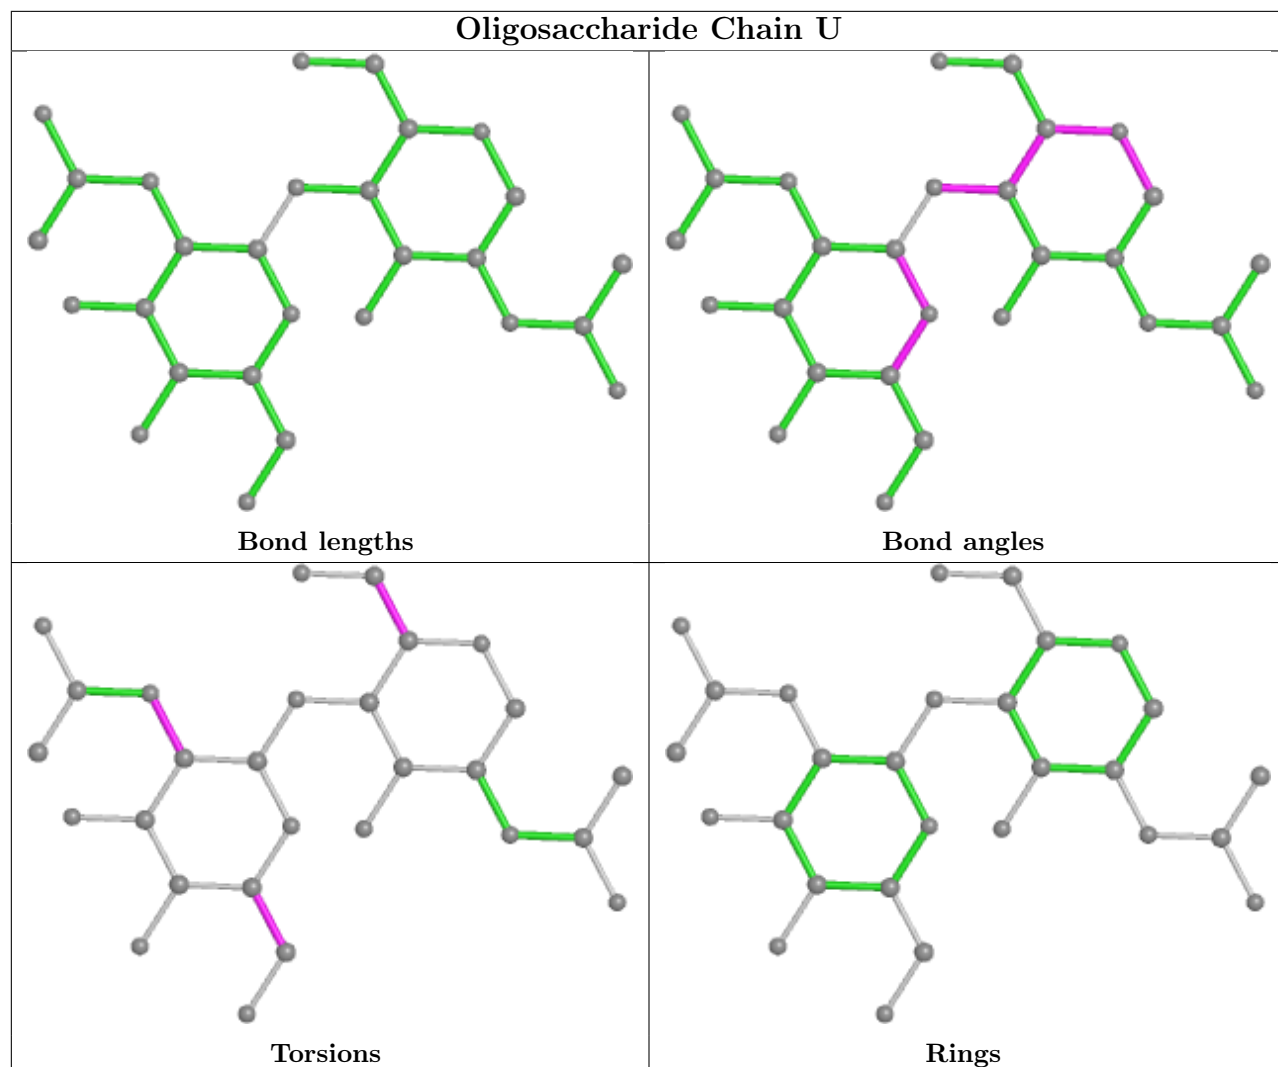 Oligosaccharide Chain U
Bond lengths
Bond angles
Torsions
Rings